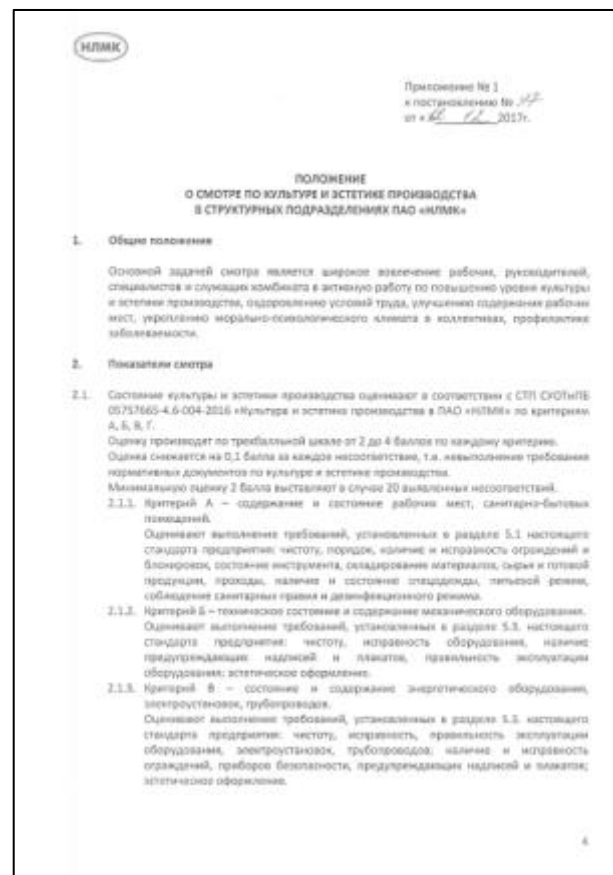 НЛМК
Приложение № 1
к постановлению №
от « 12 2017г.
ПОЛОЖЕНИЕ
О СМОТРЕ ПО КУЛЬТУРЕ И ЭСТЕТИКЕ ПРОИЗВОДСТВА
В СТРУКТУРНЫХ ПОДРАЗДЕЛЕНИЯХ ПАО «НЛМК»
1. Общие положения
Основной задачей смотра является широкое вовлечение рабочих, руководителей,
специалистов и служащих комбината в активную работу по повышению уровня культуры
и эстетики производства, оздоровлению условий труда, улучшению содержания рабочих
мест, укреплению морально-психологического климата в коллективах, профилактике
заболеваемости.
2. Показатели смотра
2.1. Состояние культуры и эстетики производства оценивают в соответствии с СТП СУОТиПБ
05757665-4.6-004-2016 «Культура и эстетика производства в ПАО «НЛМК» по критериям
А, Б, В, Г.
Оценку производят по трехбалльной шкале от 2 до 4 баллов по каждому критерию.
Оценка снижается на 0,1 балла за каждое несоответствие, т.е. невыполнение требования
нормативных документов по культуре и эстетике производства.
Минимальную оценку 2 балла выставляют в случае 20 выявленных несоответствий.
2.1.1. Критерий А – содержание и состояние рабочих мест, санитарно-бытовых
помещений.
Оценивают выполнение требований, установленных в разделе 5.1 настоящего
стандарта предприятия: чистоту, порядок, наличие и исправность ограждений и
блокировок, состояние инструмента, складирование материалов, сырья и готовой
продукции, проходы, наличие и состояние спецодежды, питьевой режим,
соблюдение санитарных правил и дезинфекционного режима.
2.1.2. Критерий Б – техническое состояние и содержание механического оборудования.
Оценивают выполнение требований, установленных в разделе 5.3. настоящего
стандарта предприятия: чистоту, исправность оборудования, наличие
предупреждающих надписей и плакатов, правильность эксплуатации
оборудования; эстетическое оформление.
2.1.3. Критерий В – состояние и содержание энергетического оборудования,
электроустановок, трубопроводов.
Оценивают выполнение требований, установленных в разделе 5.3. настоящего
стандарта предприятия: чистоту, исправность, правильность эксплуатации
оборудования, электроустановок, трубопроводов; наличие и исправность
ограждений, приборов безопасности, предупреждающих надписей и плакатов;
эстетическое оформление.
4